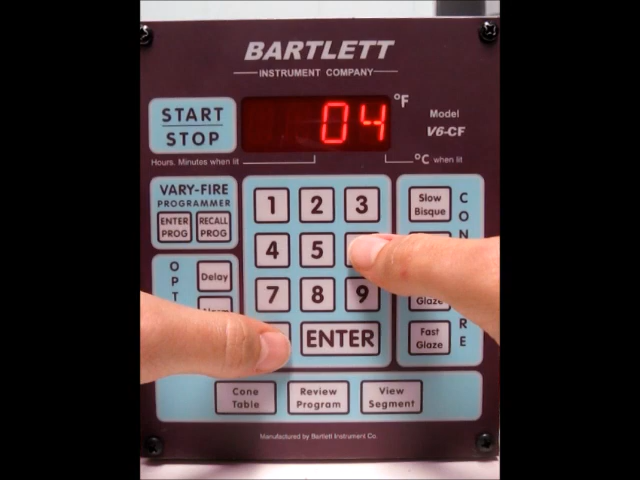 BARTLETT
INSTRUMENT COMPANY
START
STOP
04
°F
Model
V6-CF
Hours. Minutes when lit
°C when lit
VARY-FIRE
PROGRAMMER
ENTER PROG
RECALL PROG
1 2 3
4 5
7 8 9
ENTER
O
P
T
Delay
Slow
Bisque
C
O
N
Glaze
Fast
Glaze
R
E
Cone
Table
Review
Program
View
Segment
Manufactured by Bartlett Instrument Co.